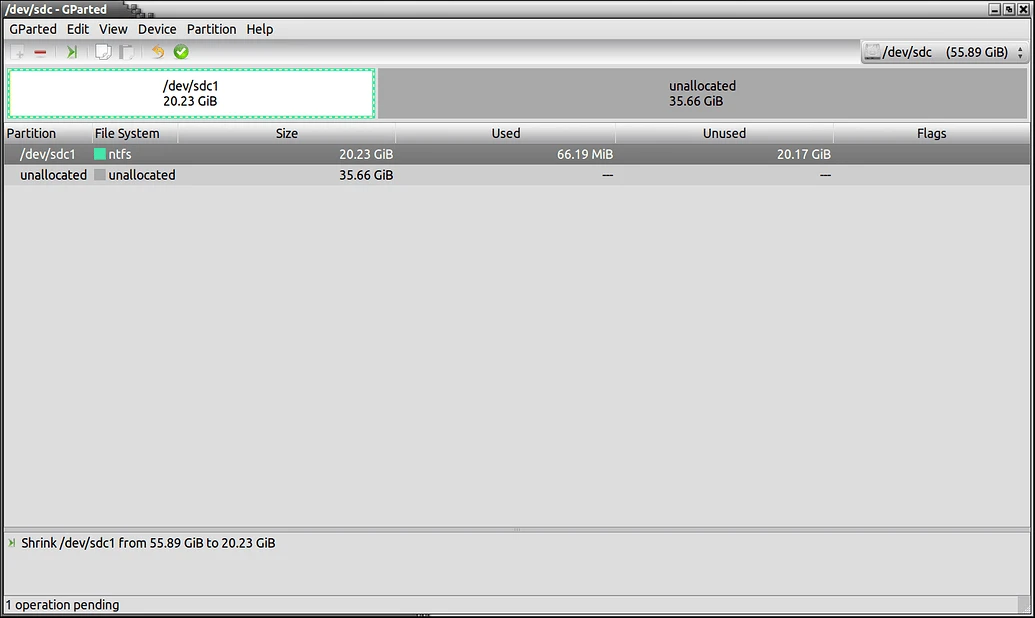 /dev/sdc - GParted
GParted Edit View Device Partition Help
/dev/sdc (55.89 GiB)
/dev/sdc1
20.23 GiB
unallocated
35.66 GiB
Partition File System Size Used Unused Flags
/dev/sdc1 ntfs 20.23 GiB 66.19 MiB 20.17 GiB
unallocated unallocated 35.66 GiB --- ---
Shrink /dev/sdc1 from 55.89 GiB to 20.23 GiB
1 operation pending